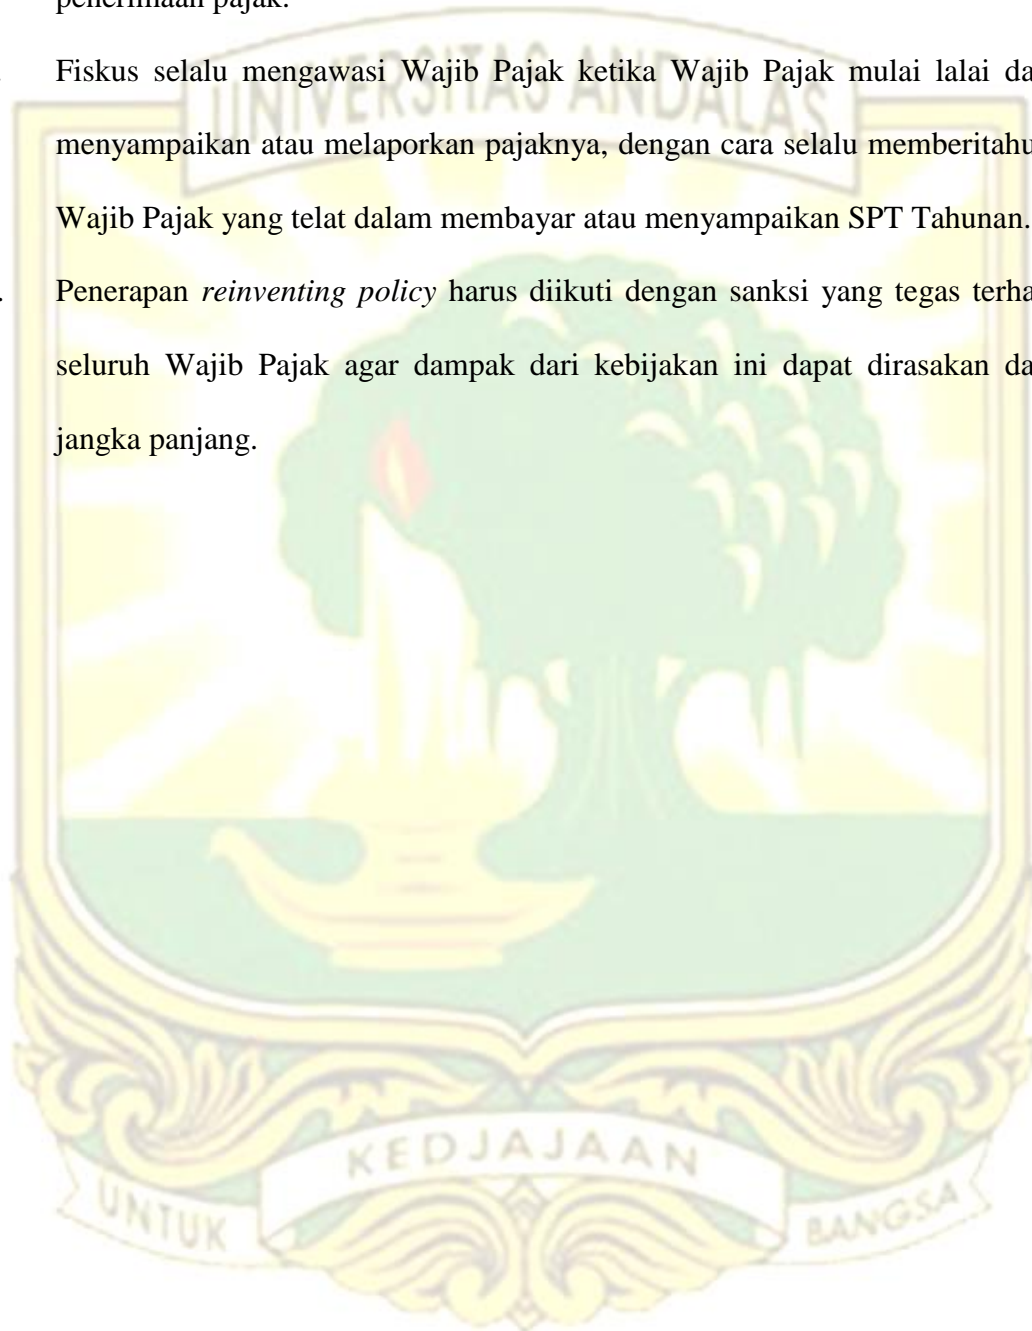 penerimaan pajak.
UNIVERSITAS ANDALAS
Fiskus selalu mengawasi Wajib Pajak ketika Wajib Pajak mulai lalai da
menyampaikan atau melaporkan pajaknya, dengan cara selalu memberitahu
Wajib Pajak yang telat dalam membayar atau menyampaikan SPT Tahunan.
. Penerapan reinventing policy harus diikuti dengan sanksi yang tegas terha
seluruh Wajib Pajak agar dampak dari kebijakan ini dapat dirasakan da
jangka panjang.
KEDJAJAAN
UNTUK BANGSA